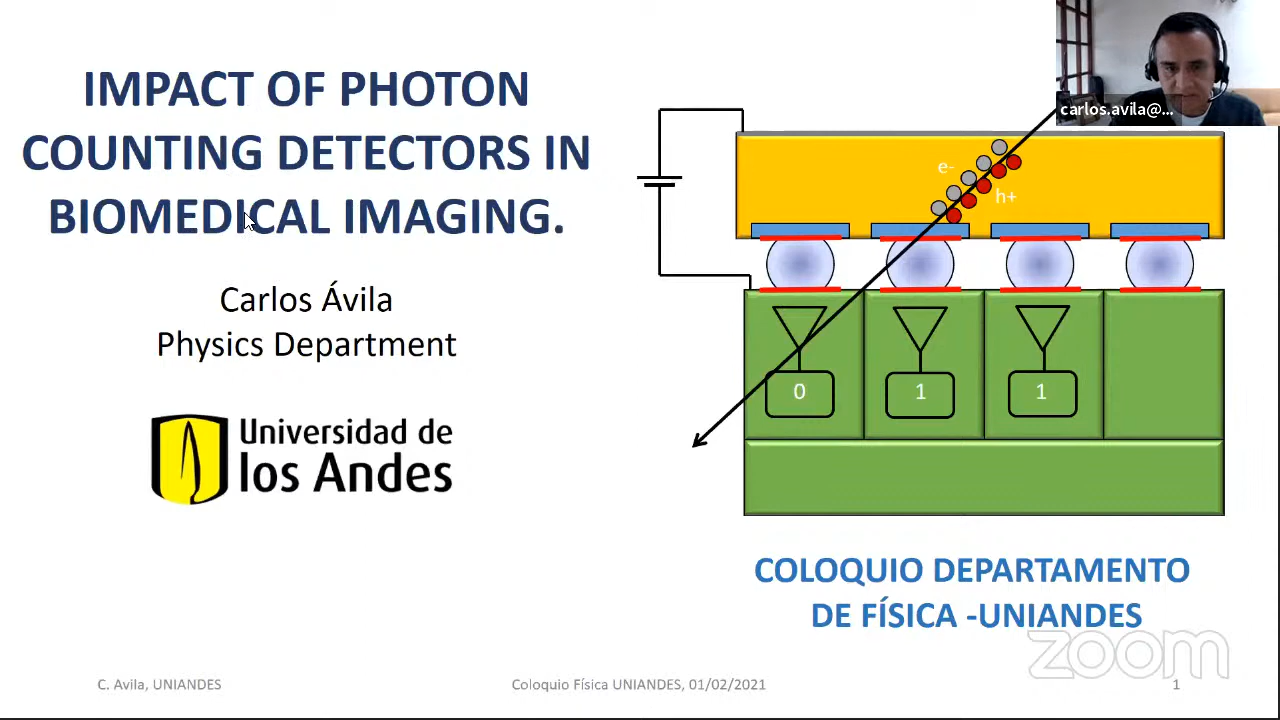 IMPACT OF PHOTON
COUNTING DETECTORS IN
BIOMEDICAL IMAGING.
Carlos Ávila
Physics Department
Universidad de
los Andes
carlos.avila@...
e-
h+
0
1
1
COLOQUIO DEPARTAMENTO
DE FÍSICA -UNIANDES
zoom
C. Avila, UNIANDES
Coloquio Física UNIANDES, 01/02/2021
1